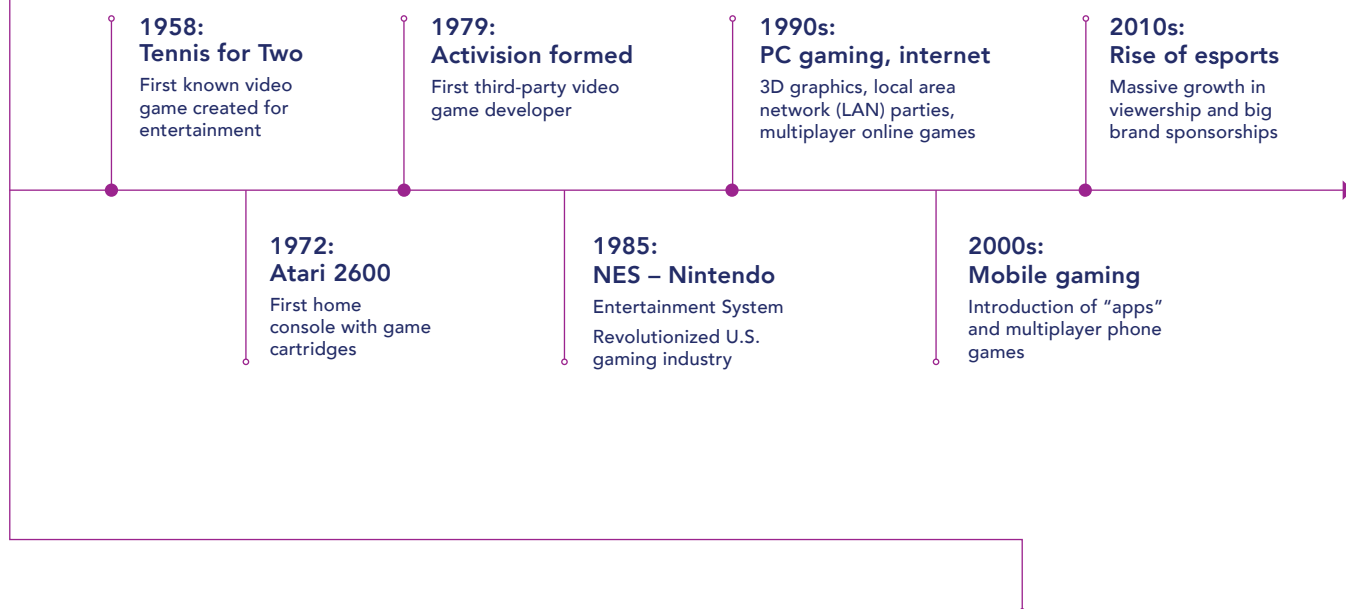 1958:
Tennis for Two
First known video
game created for
entertainment
1972:
Atari 2600
First home
console with game
cartridges
1979:
Activision formed
First third-party video
game developer
1985:
NES – Nintendo
Entertainment System
Revolutionized U.S.
gaming industry
1990s:
PC gaming, internet
3D graphics, local area
network (LAN) parties,
multiplayer online games
2000s:
Mobile gaming
Introduction of “apps”
and multiplayer phone
games
2010s:
Rise of esports
Massive growth in
viewership and big
brand sponsorships